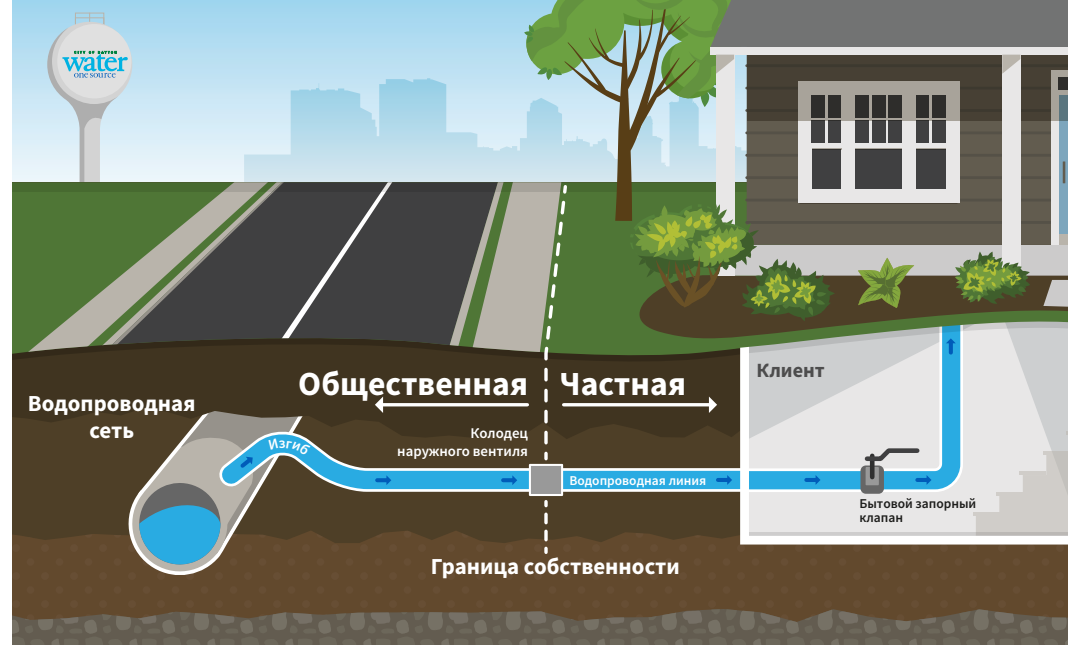 CITY OF DAYTON
water
one source
Общественная
Частная
Клиент
Водопроводная
сеть
Изгиб
Колодец
наружного вентиля
Водопроводная линия
Бытовой запорный
клапан
Граница собственности